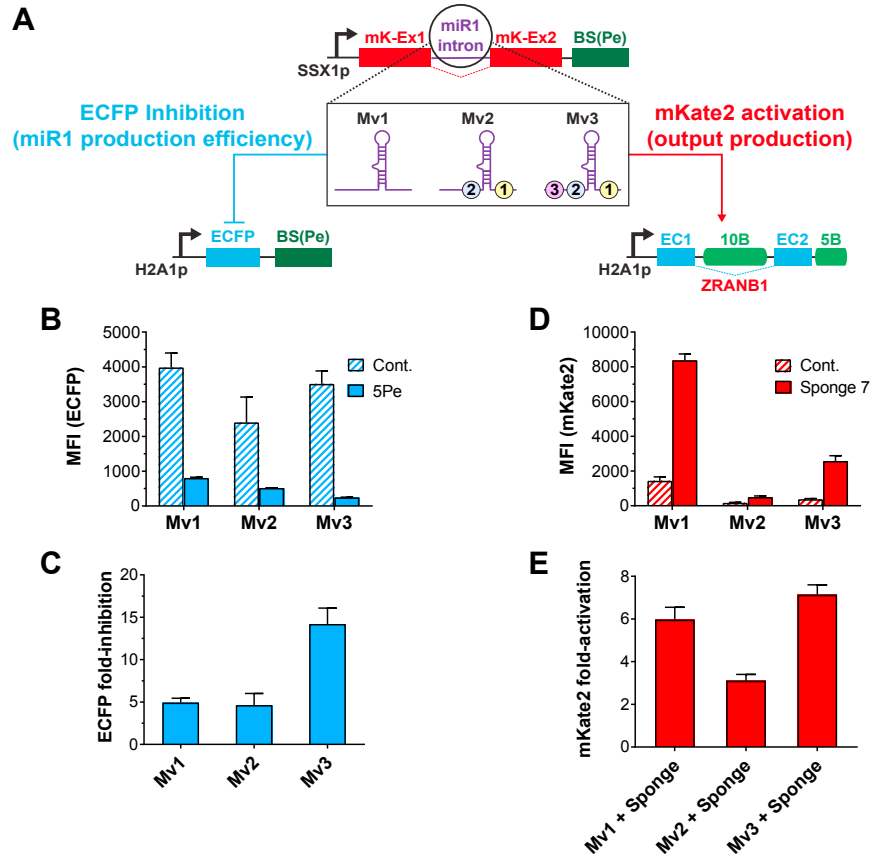 A
miR1
intron
mK-Ex1
mK-Ex2
BS(Pe)
SSX1p
ECFP Inhibition
(miR1 production efficiency)
mKate2 activation
(output production)
Mv1
Mv2
Mv3
2
1
3
2
1
ECFP
BS(Pe)
H2A1p
EC1
10B
EC2
5B
H2A1p
ZRANB1
B
MFI (ECFP)
5000
4000
3000
2000
1000
0
Cont.
5Pe
Mv1
Mv2
Mv3
D
MFI (mKate2)
10000
8000
6000
4000
2000
0
Cont.
Sponge 7
Mv1
Mv2
Mv3
C
ECFP fold-inhibition
20
15
10
5
0
Mv1
Mv2
Mv3
E
mKate2 fold-activation
8
6
4
2
0
Mv1 + Sponge
Mv2 + Sponge
Mv3 + Sponge